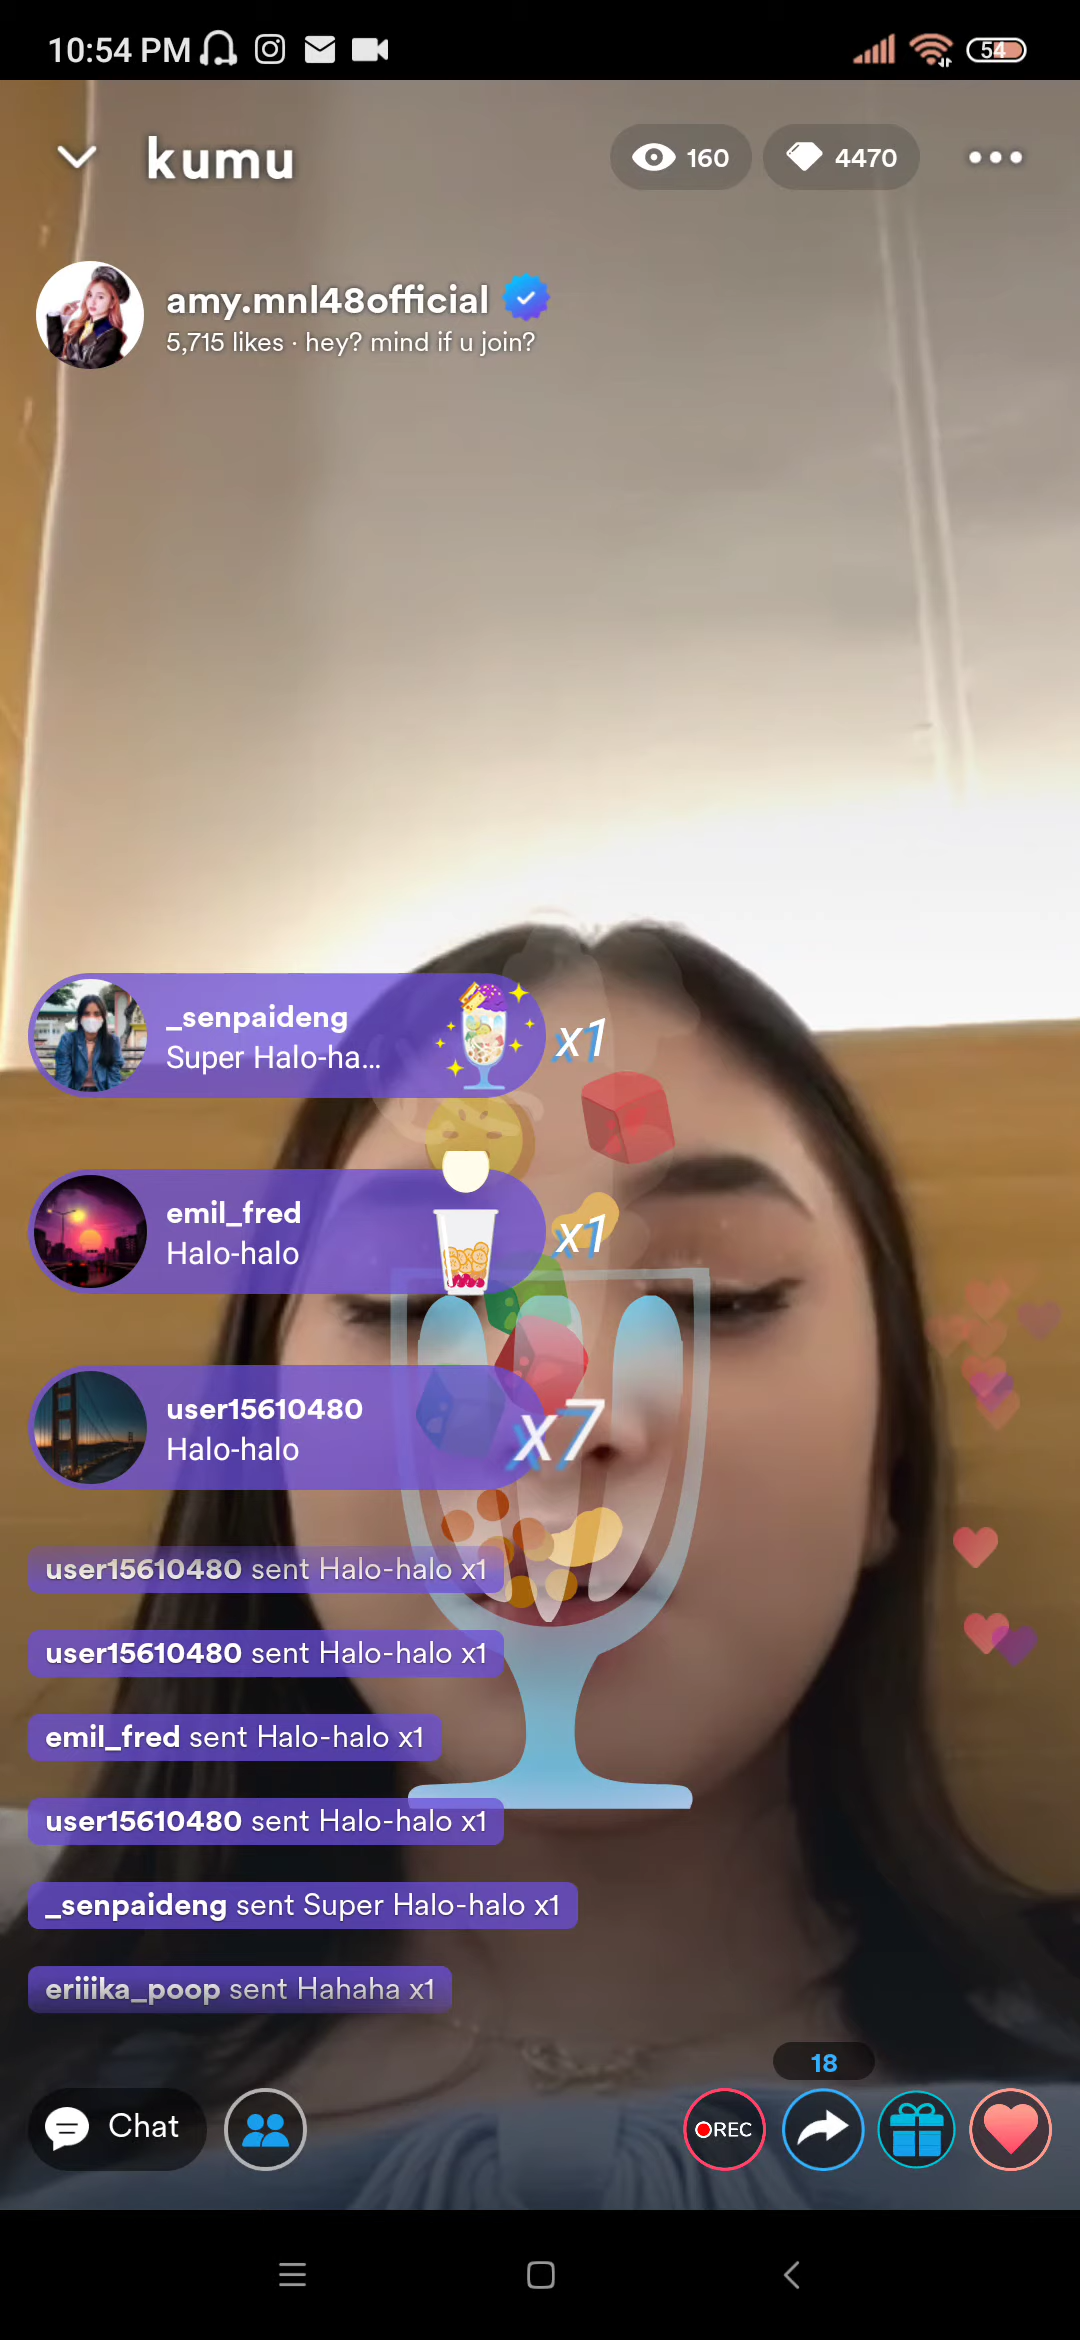 10:54 PM
54
kumu
160
4470
amy.mnl48official
5,715 likes · hey? mind if u join?
_senpaideng
Super Halo-ha...
x1
emil_fred
Halo-halo
x1
user15610480
Halo-halo
x7
user15610480 sent Halo-halo x1
user15610480 sent Halo-halo x1
emil_fred sent Halo-halo x1
user15610480 sent Halo-halo x1
_senpaideng sent Super Halo-halo x1
eriiika_poop sent Hahaha x1
18
Chat
REC